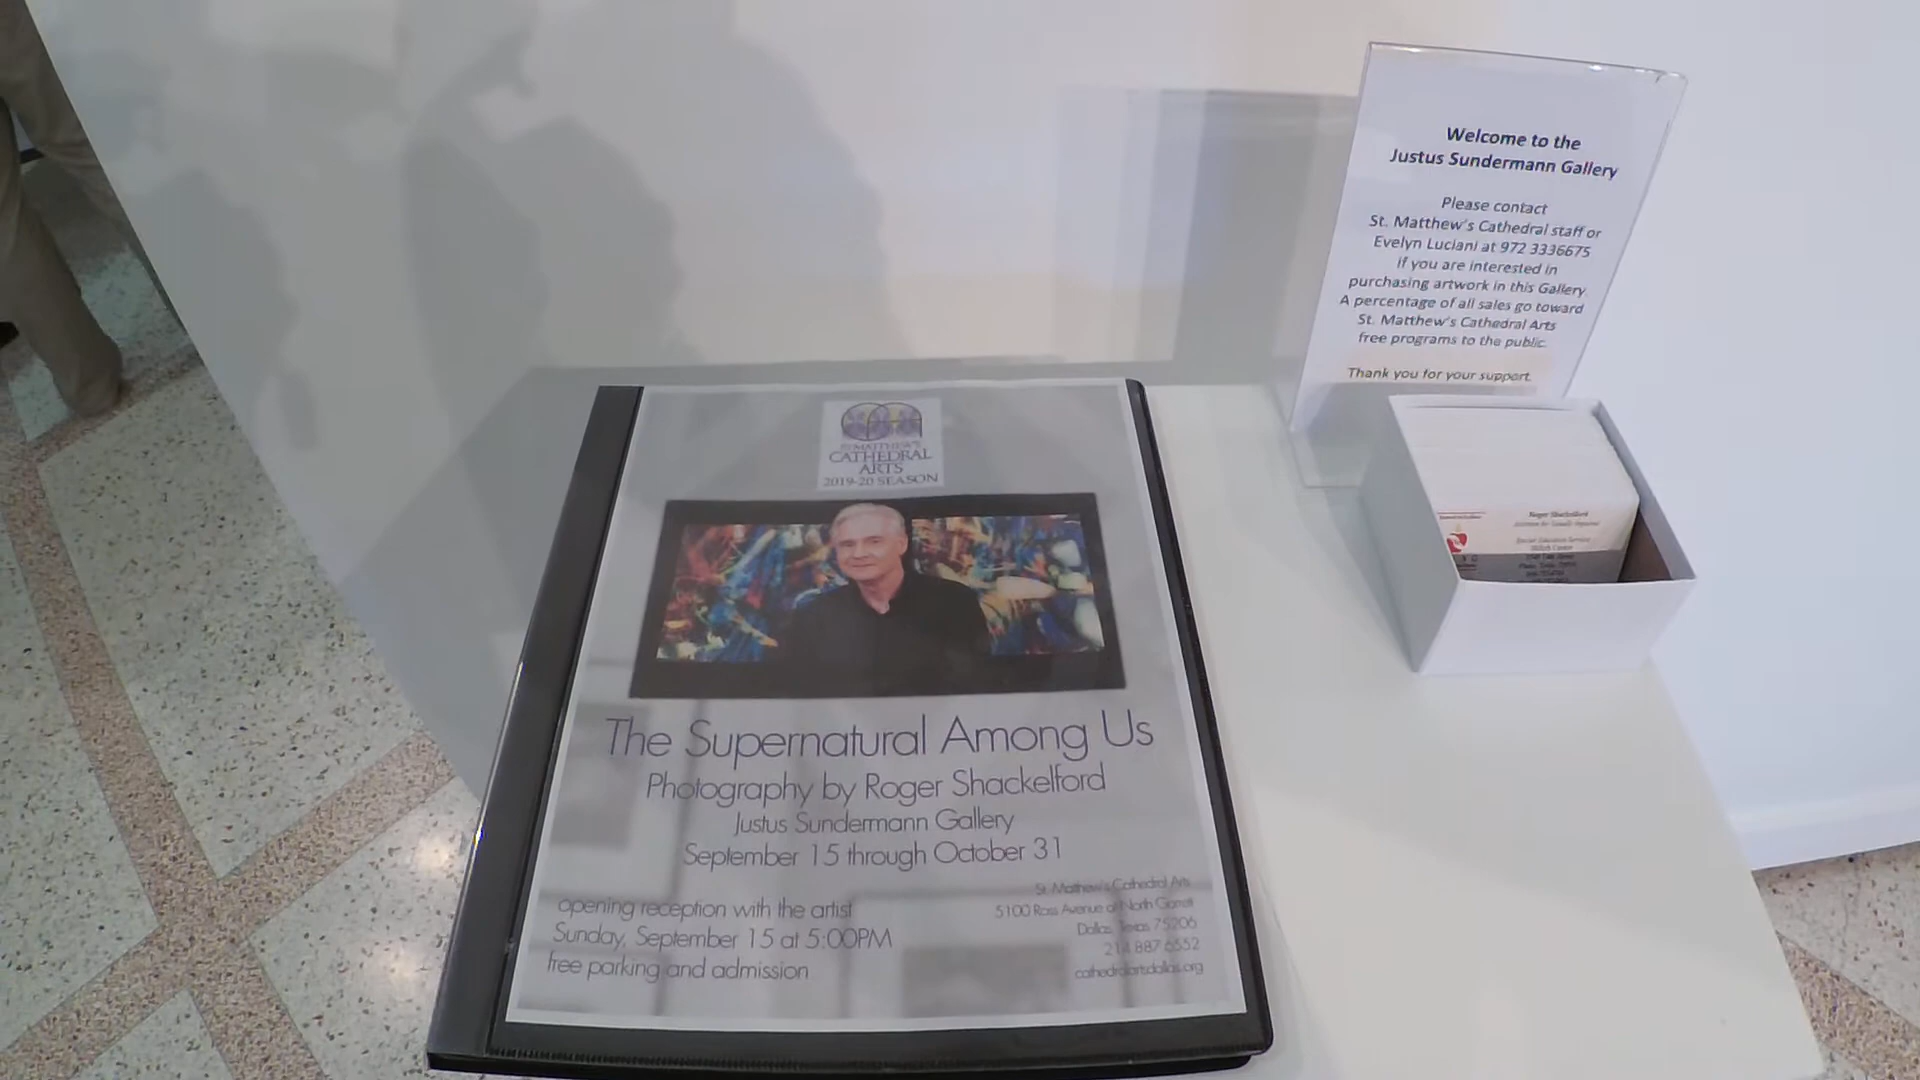 St. MATTHEW'S
CATHEDRAL
ARTS
2019-20 SEASON
The Supernatural Among Us
Photography by Roger Shackelford
Justus Sundermann Gallery
September 15 through October 31
opening reception with the artist
Sunday, September 15 at 5:00PM
free parking and admission
St. Matthew's Cathedral Arts
5100 Ross Avenue at North Garrett
Dallas, Texas 75206
214 887 6552
cathedralartsdallas.org
Welcome to the
Justus Sundermann Gallery
Please contact
St. Matthew's Cathedral staff or
Evelyn Luciani at 972 3336675
if you are interested in
purchasing artwork in this Gallery.
A percentage of all sales go toward
St. Matthew's Cathedral Arts
free programs to the public.
Thank you for your support.
Roger Shackelford